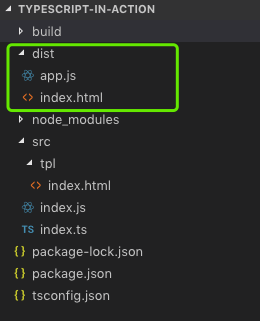 TYPESCRIPT-IN-ACTION
build
dist
app.js
index.html
node_modules
src
tpl
index.html
index.js
TS index.ts
{ } package-lock.json
{ } package.json
{ } tsconfig.json